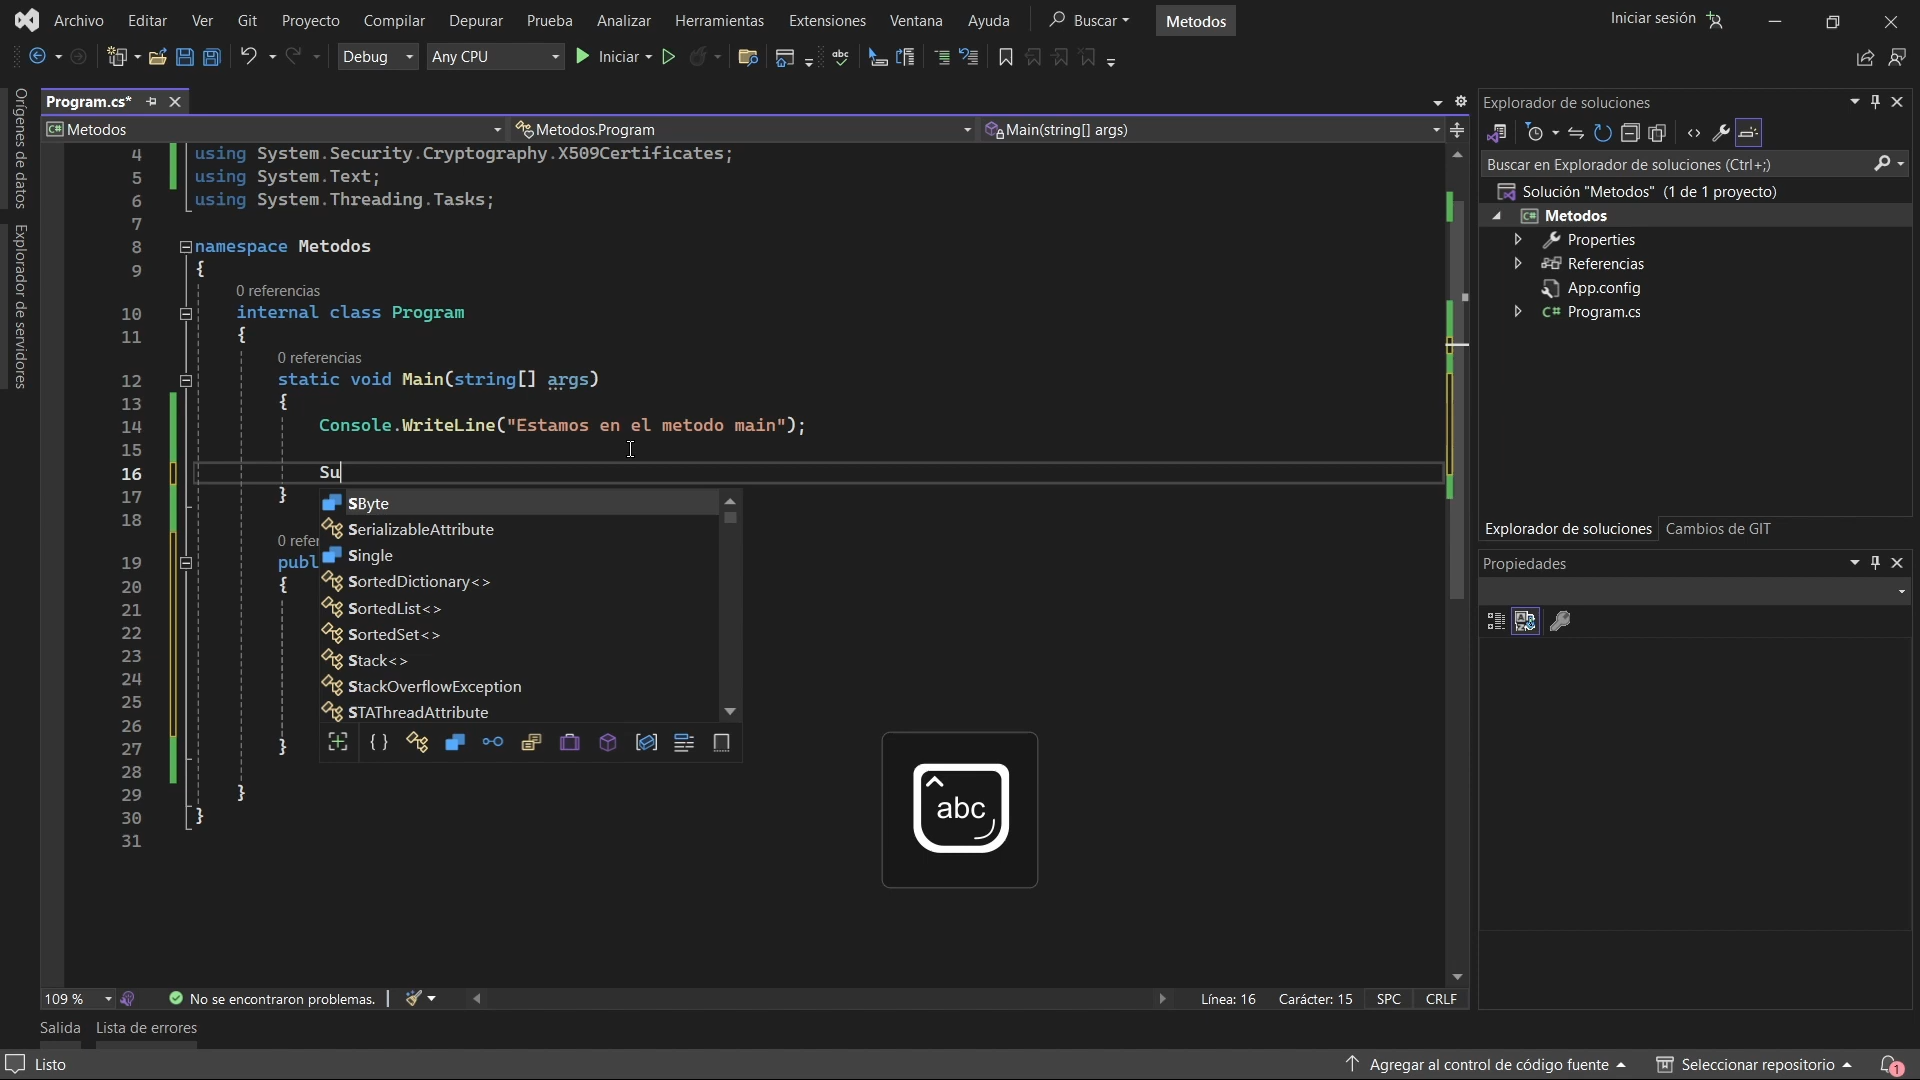 Archivo Editar Ver Git Proyecto Compilar Depurar Prueba Analizar Herramientas Extensiones Ventana Ayuda Buscar Metodos Iniciar sesión
Debug Any CPU Iniciar abc
Orígenes de datos
Explorador de servidores
Program.cs*
C# Metodos Metodos.Program Main(string[] args)
4 using System.Security.Cryptography.X509Certificates;
5 using System.Text;
6 using System.Threading.Tasks;
7
8 namespace Metodos
9 {
0 referencias
10 internal class Program
11 {
0 referencias
12 static void Main(string[] args)
13 {
14 Console.WriteLine("Estamos en el metodo main");
15
16 Su
17 }
18
0 refer
19 publ
20 {
21
22
23
24
25
26
27 }
28
29 }
30 }
31
SByte
SerializableAttribute
Single
SortedDictionary<>
SortedList<>
SortedSet<>
Stack<>
StackOverflowException
STAThreadAttribute
abc
109 % No se encontraron problemas. Línea: 16 Carácter: 15 SPC CRLF
Salida Lista de errores
Explorador de soluciones
Buscar en Explorador de soluciones (Ctrl+;)
Solución "Metodos" (1 de 1 proyecto)
C# Metodos
Properties
Referencias
App.config
C# Program.cs
Explorador de soluciones Cambios de GIT
Propiedades
Listo Agregar al control de código fuente Seleccionar repositorio 1